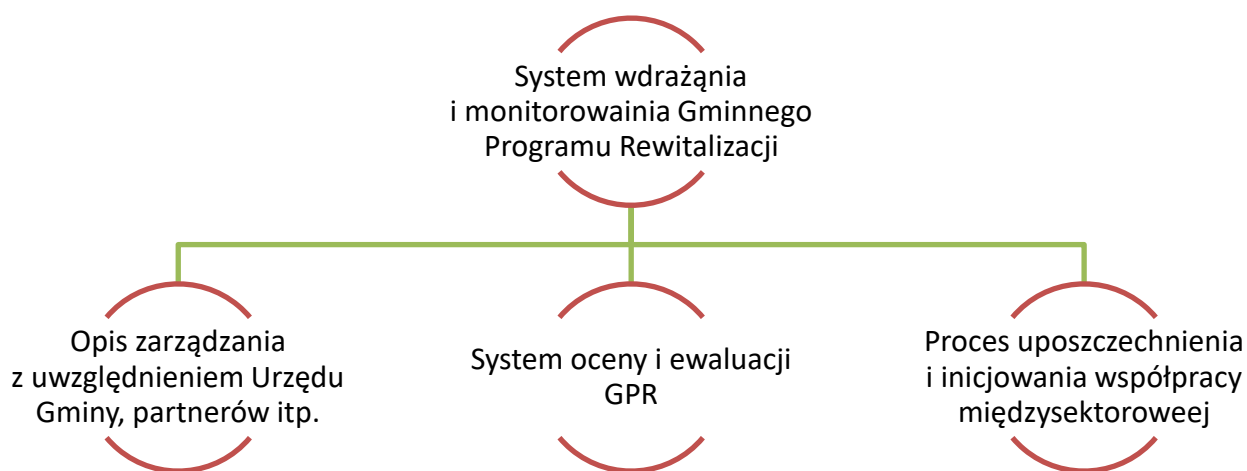 System wdrażąnia
i monitorowainia Gminnego
Programu Rewitalizacji
Opis zarządzania
z uwzględnieniem Urzędu
Gminy, partnerów itp.
System oceny i ewaluacji
GPR
Proces uposzczechnienia
i inicjowania współpracy
międzysektoroweej